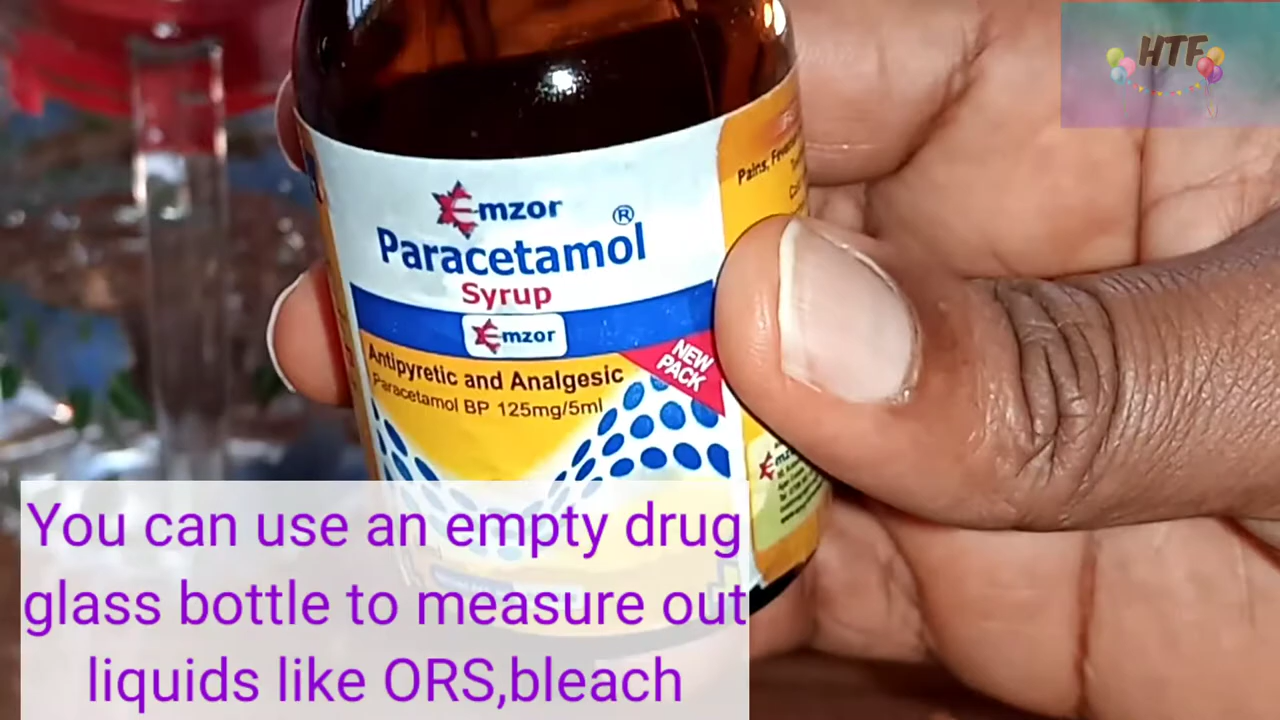 HTF
Emzor
Paracetamol®
Syrup
Emzor
NEW
PACK
Antipyretic and Analgesic
Paracetamol BP 125mg/5ml
Pains,
You can use an empty drug
glass bottle to measure out
liquids like ORS,bleach